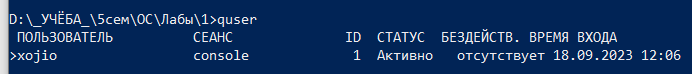 D:\_УЧЁБА_\5сем\ОС\Лабы\1>quser
ПОЛЬЗОВАТЕЛЬ СЕАНС ID СТАТУС БЕЗДЕЙСТВ. ВРЕМЯ ВХОДА
>xojio console 1 Активно отсутствует 18.09.2023 12:06